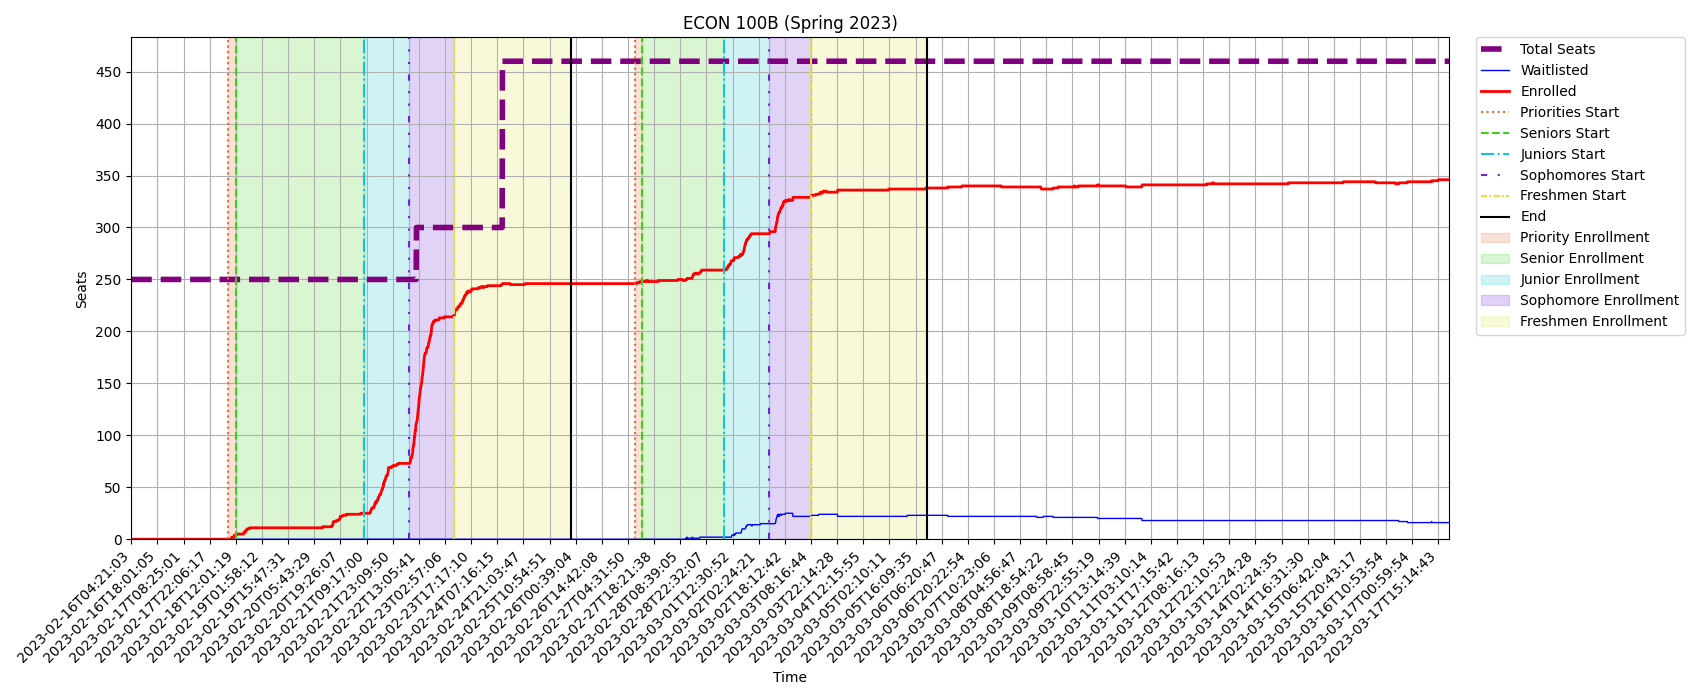 ECON 100B (Spring 2023)
Seats
450
400
350
300
250
200
150
100
50
0
2023-02-16T04:21:03
2023-02-16T18:01:05
2023-02-17T08:25:01
2023-02-17T22:06:17
2023-02-18T12:01:19
2023-02-19T01:58:12
2023-02-19T15:47:31
2023-02-20T05:43:29
2023-02-20T19:26:07
2023-02-21T09:17:00
2023-02-21T23:09:50
2023-02-22T13:05:41
2023-02-23T02:57:06
2023-02-23T17:10:10
2023-02-24T07:16:15
2023-02-24T21:03:47
2023-02-25T10:54:51
2023-02-26T00:39:04
2023-02-26T14:42:08
2023-02-27T04:31:50
2023-02-27T18:21:38
2023-02-28T08:39:05
2023-02-28T22:32:07
2023-03-01T12:30:52
2023-03-02T02:24:21
2023-03-02T18:12:42
2023-03-03T08:16:44
2023-03-03T22:14:28
2023-03-04T12:15:55
2023-03-05T02:10:11
2023-03-05T16:09:35
2023-03-06T06:20:47
2023-03-06T20:22:54
2023-03-07T10:23:06
2023-03-08T04:56:47
2023-03-08T18:54:22
2023-03-09T08:58:45
2023-03-09T22:55:19
2023-03-10T13:14:39
2023-03-11T03:10:14
2023-03-11T17:15:42
2023-03-12T08:16:13
2023-03-12T22:10:53
2023-03-13T12:24:28
2023-03-14T02:24:35
2023-03-14T16:31:30
2023-03-15T06:42:04
2023-03-15T20:43:17
2023-03-16T10:53:54
2023-03-17T00:59:54
2023-03-17T15:14:43
Time
Total Seats
Waitlisted
Enrolled
Priorities Start
Seniors Start
Juniors Start
Sophomores Start
Freshmen Start
End
Priority Enrollment
Senior Enrollment
Junior Enrollment
Sophomore Enrollment
Freshmen Enrollment